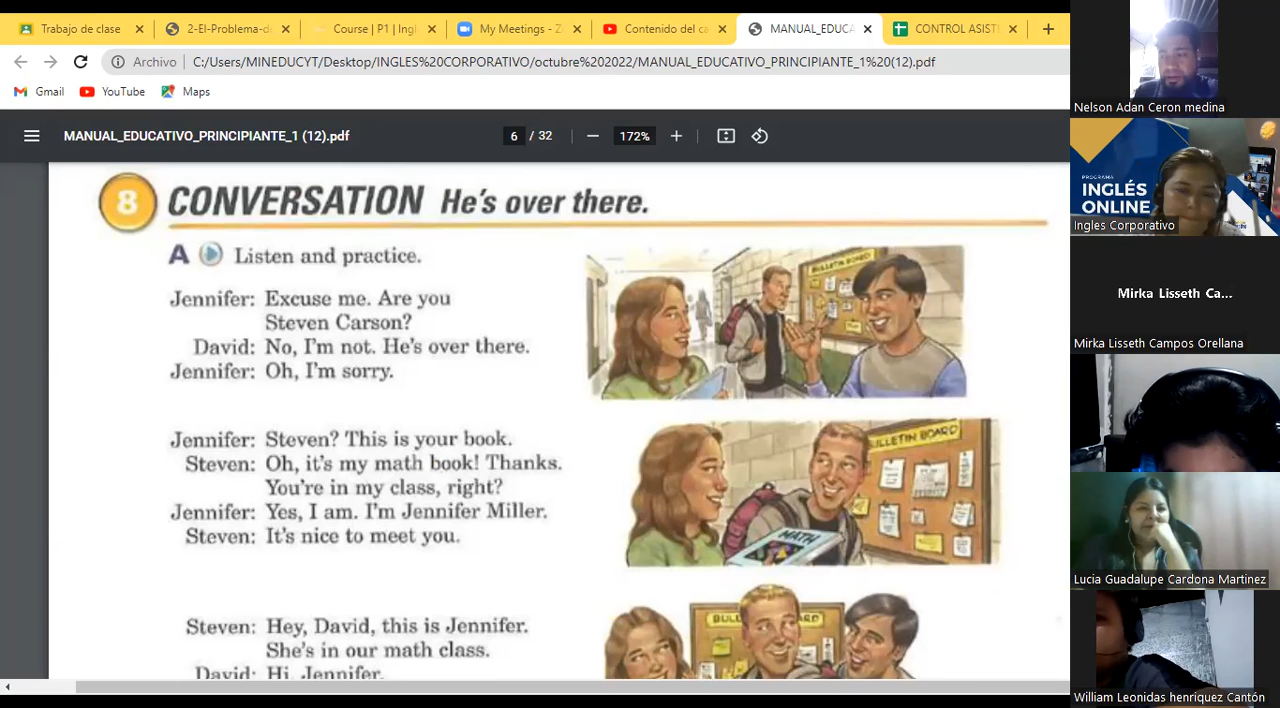 Trabajo de clase
2-El-Problema-d
Course | P1 | Ingl
My Meetings - Z
Contenido del ca
MANUAL_EDUCA
CONTROL ASIST
Archivo | C:/Users/MINEDUCYT/Desktop/INGLES%20CORPORATIVO/octubre%202022/MANUAL_EDUCATIVO_PRINCIPIANTE_1%20(12).pdf
Gmail YouTube Maps
MANUAL_EDUCATIVO_PRINCIPIANTE_1 (12).pdf 6 / 32 172%
8 CONVERSATION He's over there.
A Listen and practice.
Jennifer: Excuse me. Are you
Steven Carson?
David: No, I'm not. He's over there.
Jennifer: Oh, I'm sorry.
BULLETIN BOARD
Jennifer: Steven? This is your book.
Steven: Oh, it's my math book! Thanks.
You're in my class, right?
Jennifer: Yes, I am. I'm Jennifer Miller.
Steven: It's nice to meet you.
BULLETIN BOARD
MATH
Steven: Hey, David, this is Jennifer.
She's in our math class.
David: Hi, Jennifer.
Nelson Adan Ceron medina
PROGRAMA
INGLÉS
ONLINE
Ingles Corporativo
Mirka Lisseth Ca...
Mirka Lisseth Campos Orellana
Lucia Guadalupe Cardona Martinez
William Leonidas henriquez Cantón